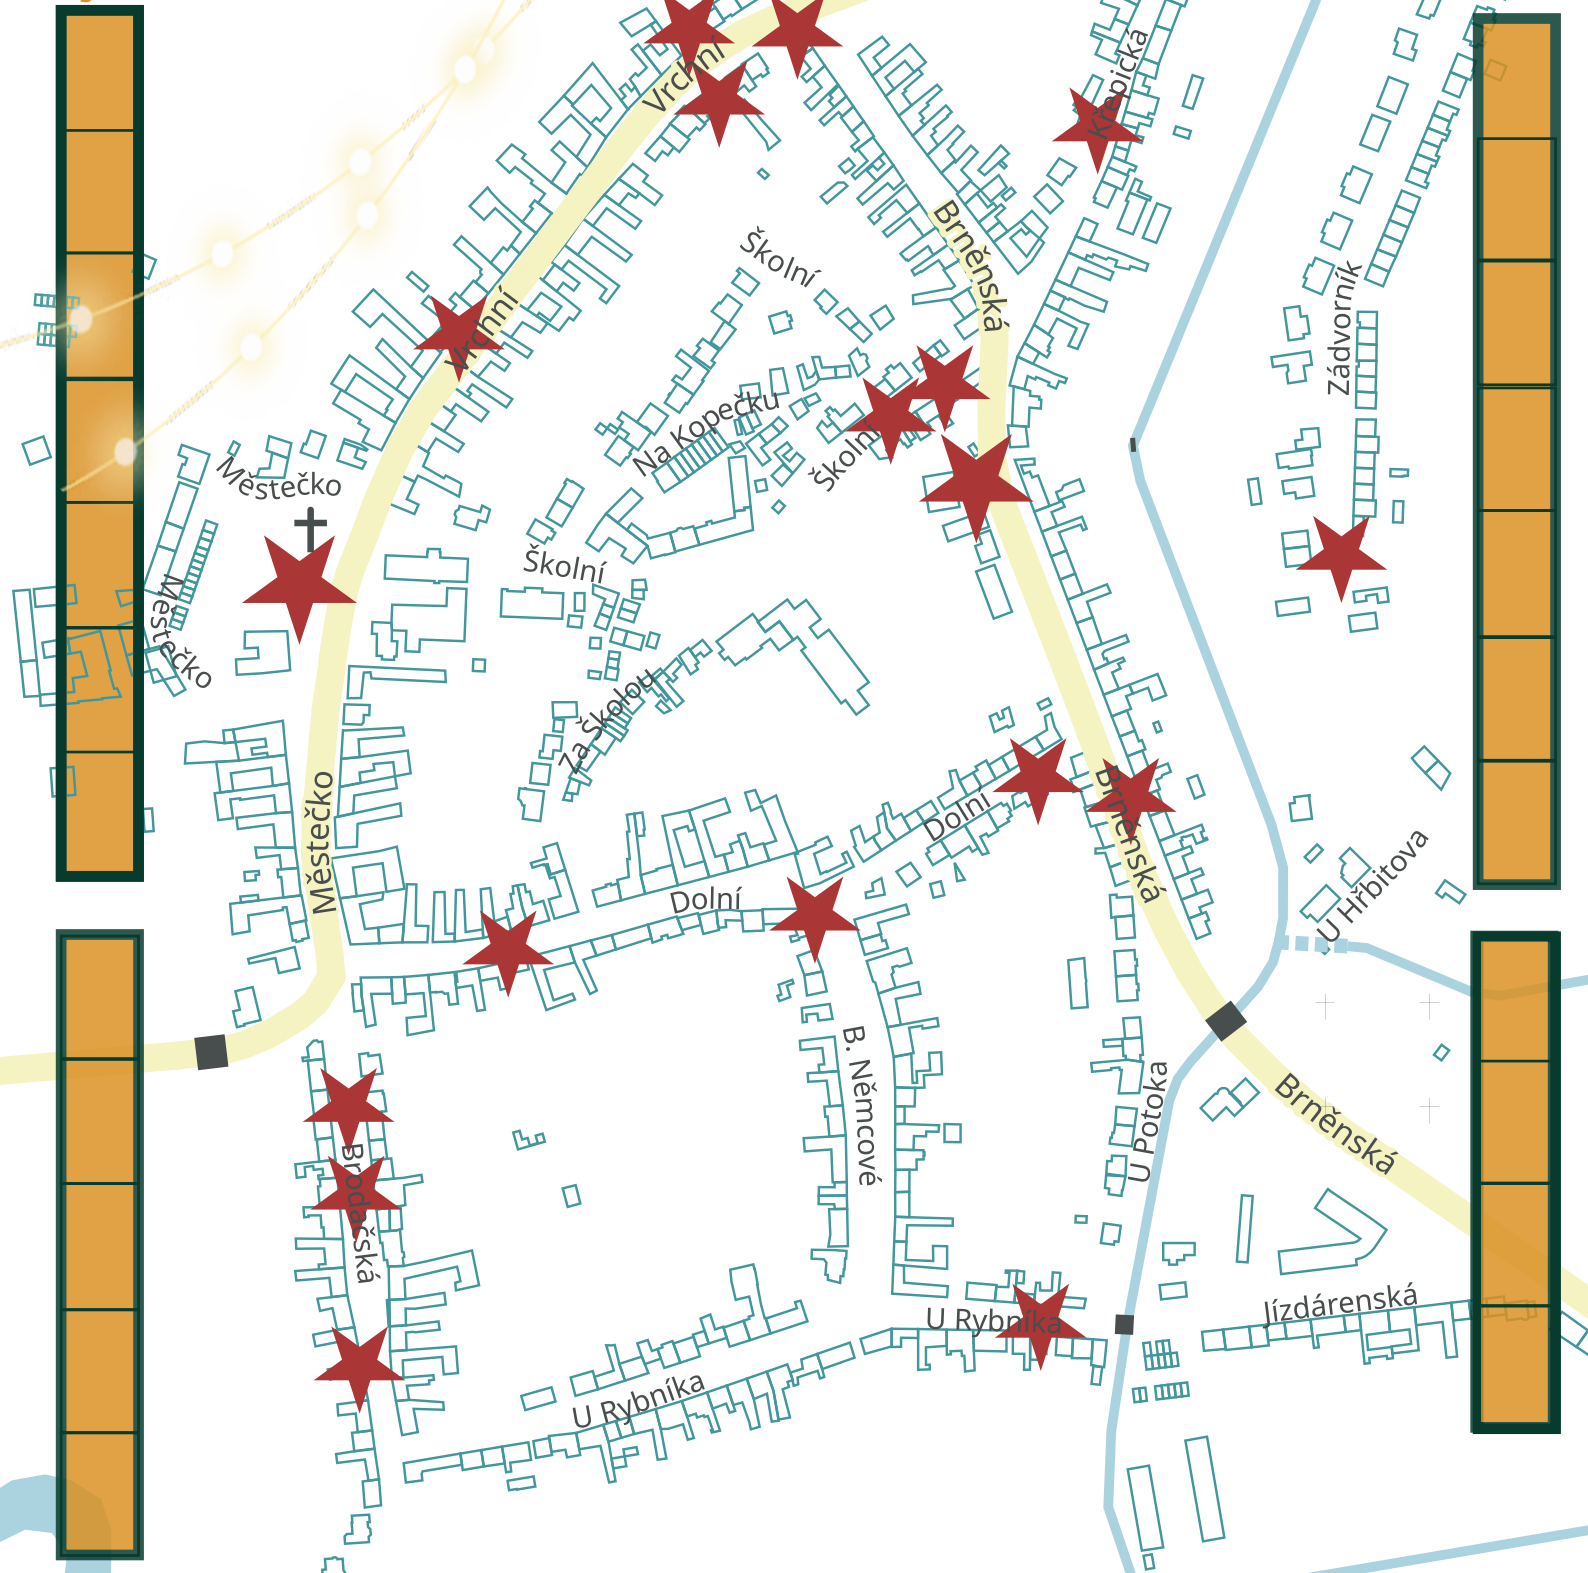 Vrchní
Křepická
Brněnská
Školní
Zádvorník
Vrchní
Na Kopečku
Školní
Městečko
Školní
Městečko
Za Školou
Městečko
Dolní
Brněnská
U Hřbitova
Dolní
B. Němcové
U Potoka
Brněnská
Brodačská
Jízdárenská
U Rybníka
U Rybníka